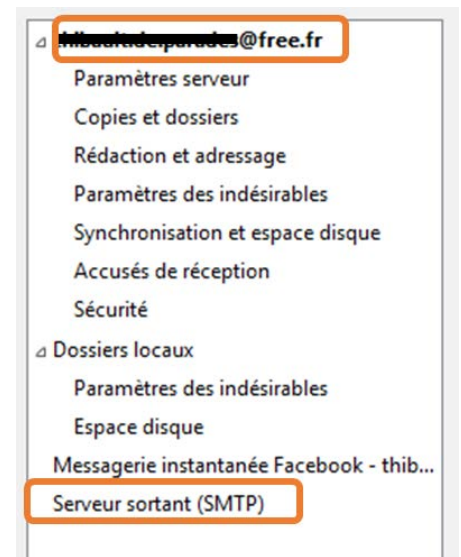 @free.fr
Paramètres serveur
Copies et dossiers
Rédaction et adressage
Paramètres des indésirables
Synchronisation et espace disque
Accusés de réception
Sécurité
Dossiers locaux
Paramètres des indésirables
Espace disque
Messagerie instantanée Facebook - thib...
Serveur sortant (SMTP)